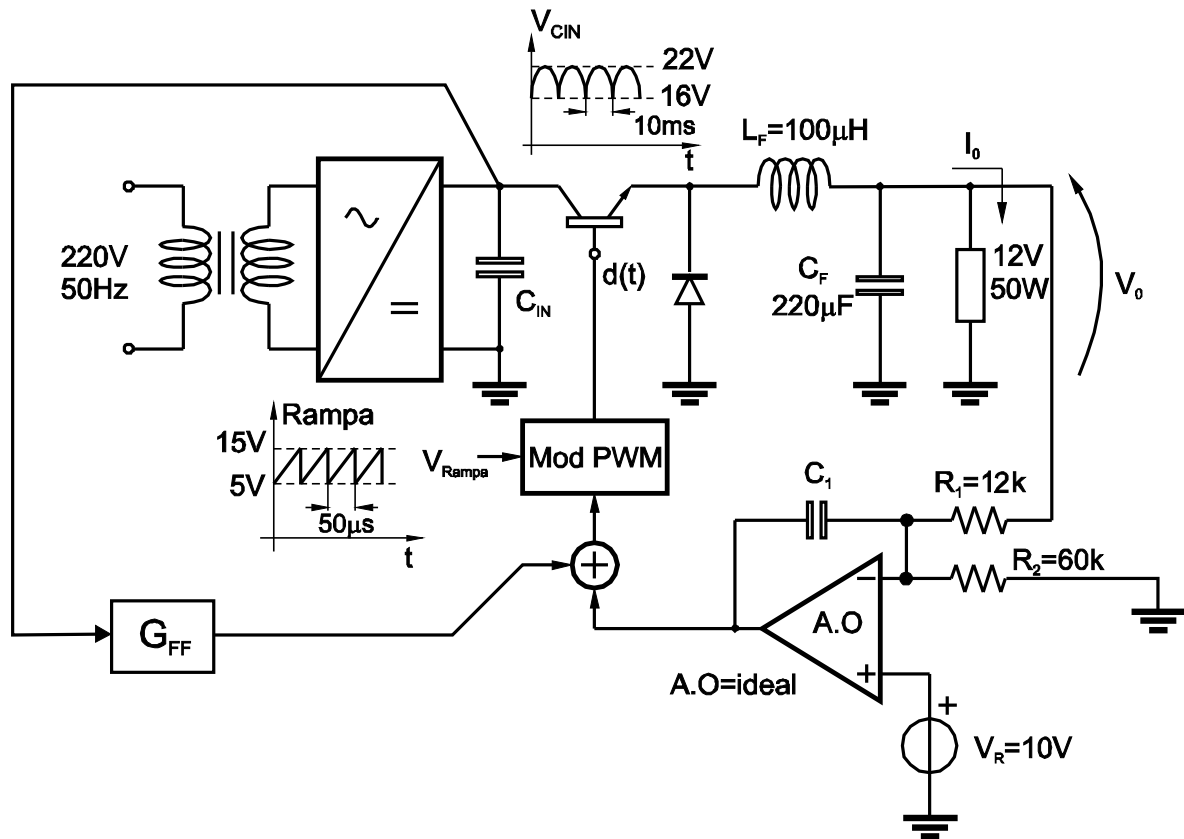 V_CIN
22V
16V
10ms
t
L_F=100μH
I_0
220V
50Hz
C_IN
d(t)
C_F
220μF
12V
50W
V_0
Rampa
15V
5V
50μs
t
V_Rampa
Mod PWM
C_1
R_1=12k
R_2=60k
G_FF
A.O
A.O=ideal
V_R=10V